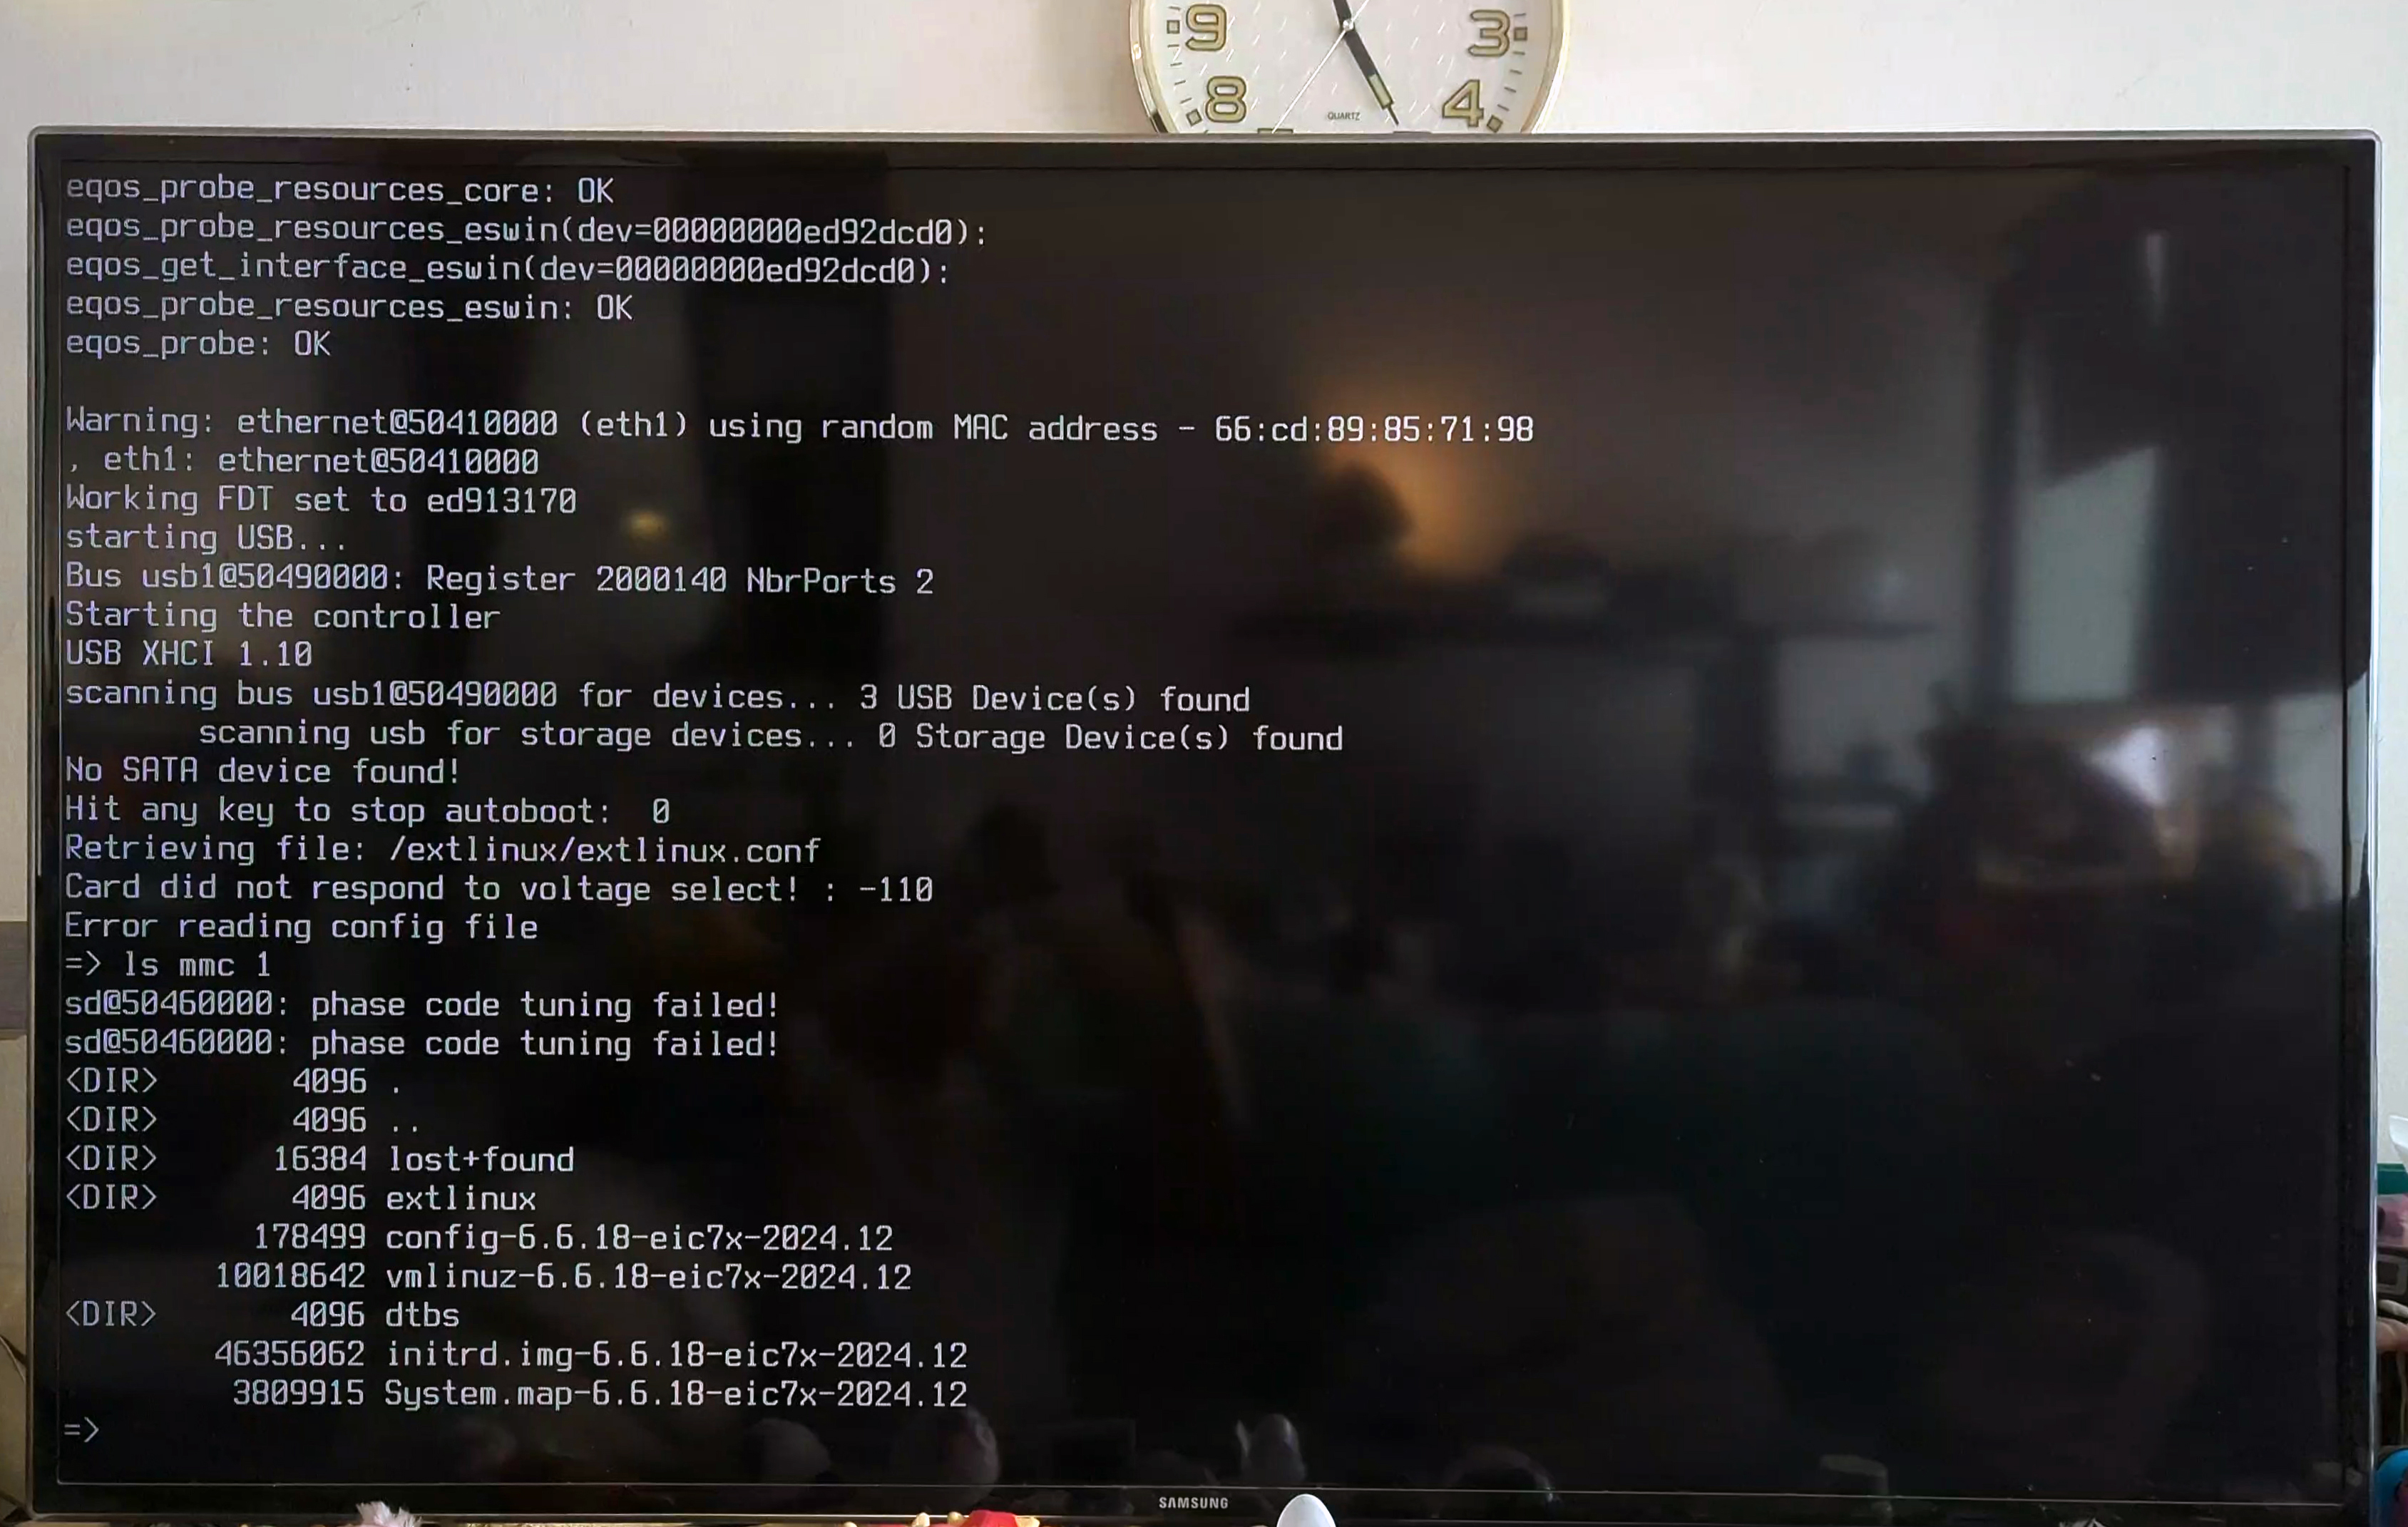 9 3
8 4
QUARTZ
eqos_probe_resources_core: OK
eqos_probe_resources_eswin(dev=00000000ed92dcd0):
eqos_get_interface_eswin(dev=00000000ed92dcd0):
eqos_probe_resources_eswin: OK
eqos_probe: OK
Warning: ethernet@50410000 (eth1) using random MAC address - 66:cd:89:85:71:98
, eth1: ethernet@50410000
Working FDT set to ed913170
starting USB...
Bus usb1@50490000: Register 2000140 NbrPorts 2
Starting the controller
USB XHCI 1.10
scanning bus usb1@50490000 for devices... 3 USB Device(s) found
scanning usb for storage devices... 0 Storage Device(s) found
No SATA device found!
Hit any key to stop autoboot:  0
Retrieving file: /extlinux/extlinux.conf
Card did not respond to voltage select! : -110
Error reading config file
=> ls mmc 1
sd@50460000: phase code tuning failed!
sd@50460000: phase code tuning failed!
<DIR>       4096 .
<DIR>       4096 ..
<DIR>      16384 lost+found
<DIR>       4096 extlinux
178499 config-6.6.18-eic7x-2024.12
10018642 vmlinuz-6.6.18-eic7x-2024.12
<DIR>       4096 dtbs
46356062 initrd.img-6.6.18-eic7x-2024.12
3809915 System.map-6.6.18-eic7x-2024.12
=>
SAMSUNG